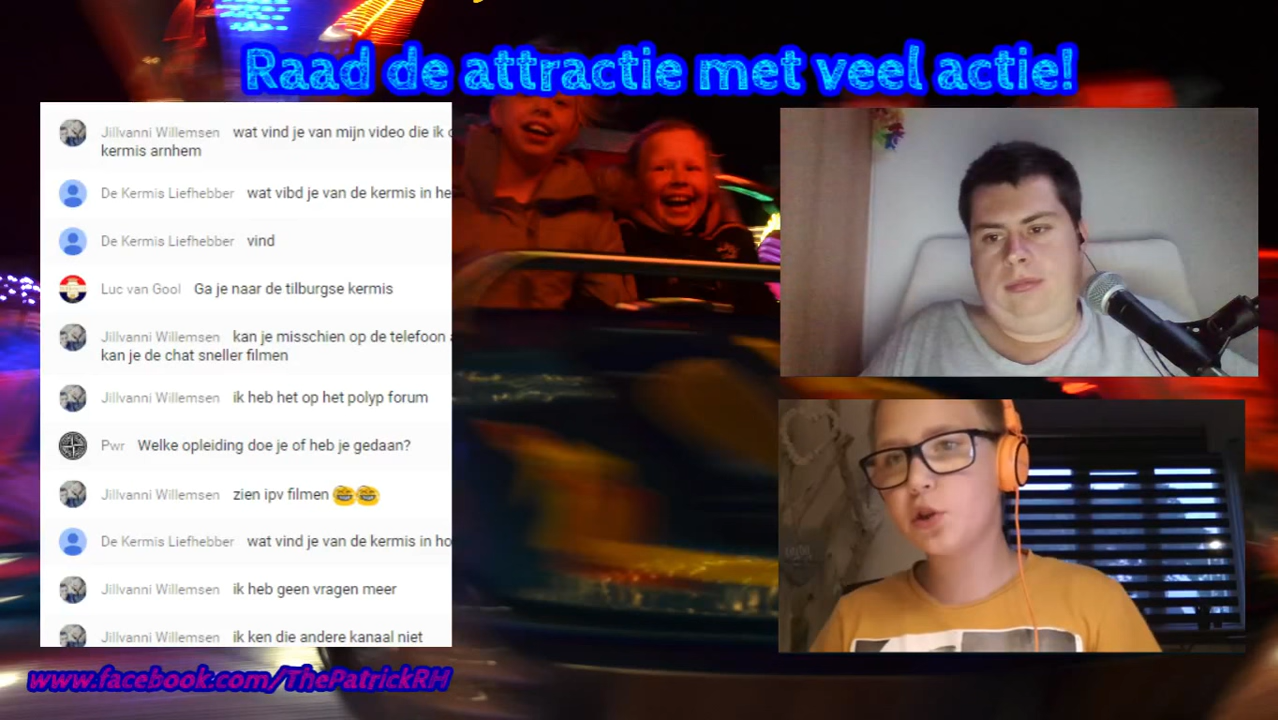 Raad de attractie met veel actie!
Jillvanni Willemsen wat vind je van mijn video die ik
kermis arnhem
De Kermis Liefhebber wat vibd je van de kermis in he
De Kermis Liefhebber vind
Luc van Gool Ga je naar de tilburgse kermis
Jillvanni Willemsen kan je misschien op de telefoon
kan je de chat sneller filmen
Jillvanni Willemsen ik heb het op het polyp forum
Pwr Welke opleiding doe je of heb je gedaan?
Jillvanni Willemsen zien ipv filmen
De Kermis Liefhebber wat vind je van de kermis in ho
Jillvanni Willemsen ik heb geen vragen meer
Jillvanni Willemsen ik ken die andere kanaal niet
www.facebook.com/ThePatrickRH